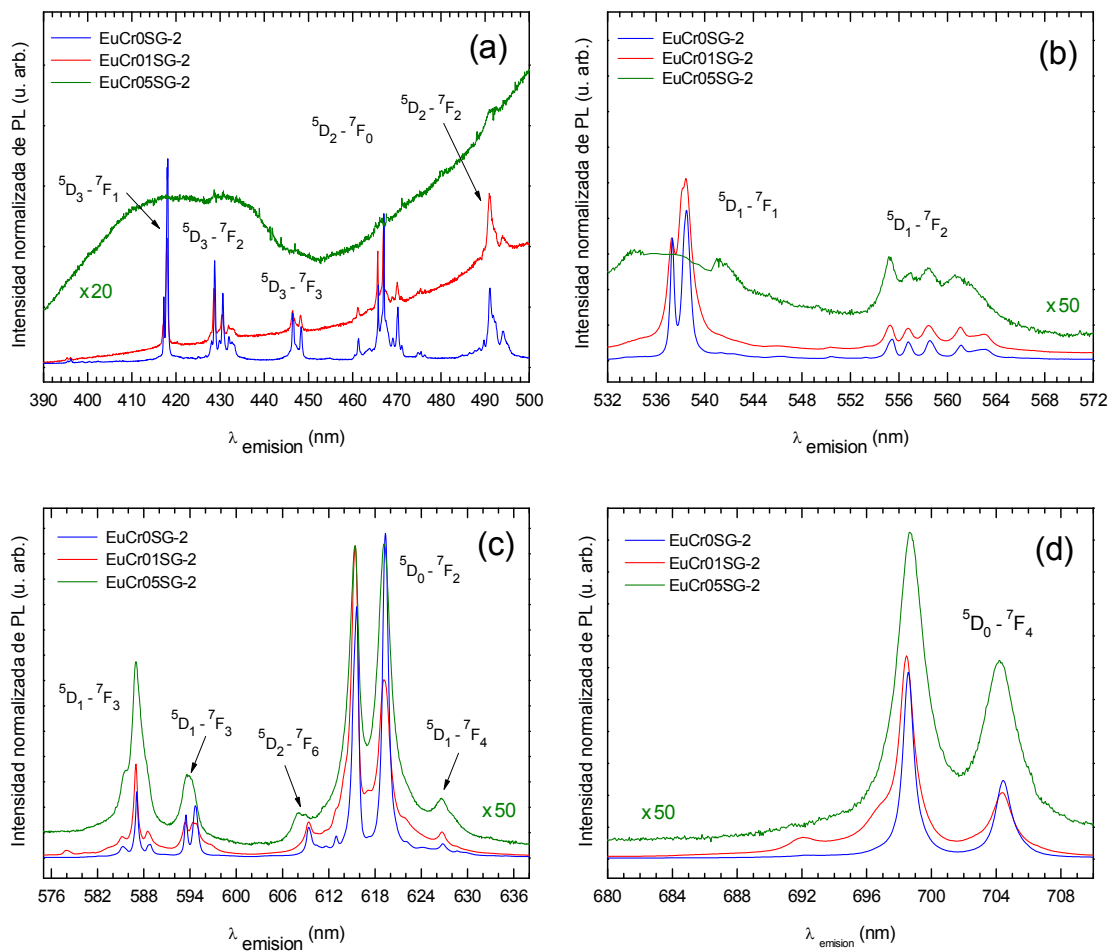 EuCr0SG-2
EuCr01SG-2
EuCr05SG-2
(a)
⁵D₃ - ⁷F₁
⁵D₃ - ⁷F₂
⁵D₃ - ⁷F₃
⁵D₂ - ⁷F₀
⁵D₂ - ⁷F₂
x20
Intensidad normalizada de PL (u. arb.)
390 400 410 420 430 440 450 460 470 480 490 500
λ emision (nm)
EuCr0SG-2
EuCr01SG-2
EuCr05SG-2
(b)
⁵D₁ - ⁷F₁
⁵D₁ - ⁷F₂
x50
Intensidad normalizada de PL (u. arb.)
532 536 540 544 548 552 556 560 564 568 572
λ emision (nm)
EuCr0SG-2
EuCr01SG-2
EuCr05SG-2
(c)
⁵D₁ - ⁷F₃
⁵D₁ - ⁷F₃
⁵D₂ - ⁷F₆
⁵D₀ - ⁷F₂
⁵D₁ - ⁷F₄
x50
Intensidad normalizada de PL (u. arb.)
576 582 588 594 600 606 612 618 624 630 636
λ emision (nm)
EuCr0SG-2
EuCr01SG-2
EuCr05SG-2
(d)
⁵D₀ - ⁷F₄
x50
Intensidad normalizada de PL (u. arb.)
680 684 688 692 696 700 704 708
λ emision (nm)